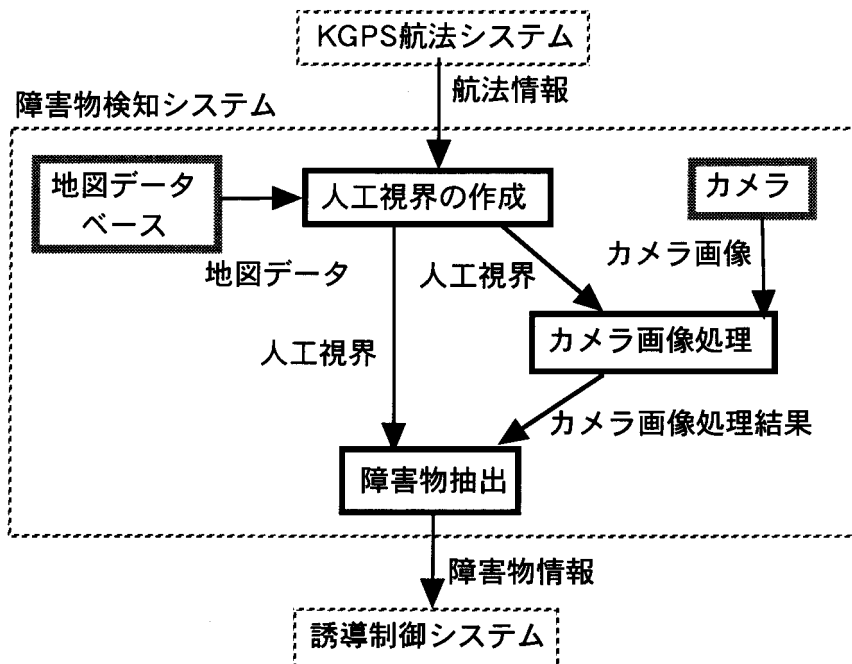 KGPS航法システム
航法情報
障害物検知システム
地図データ
ベース
人工視界の作成
カメラ
地図データ
人工視界
カメラ画像
人工視界
カメラ画像処理
カメラ画像処理結果
障害物抽出
障害物情報
誘導制御システム